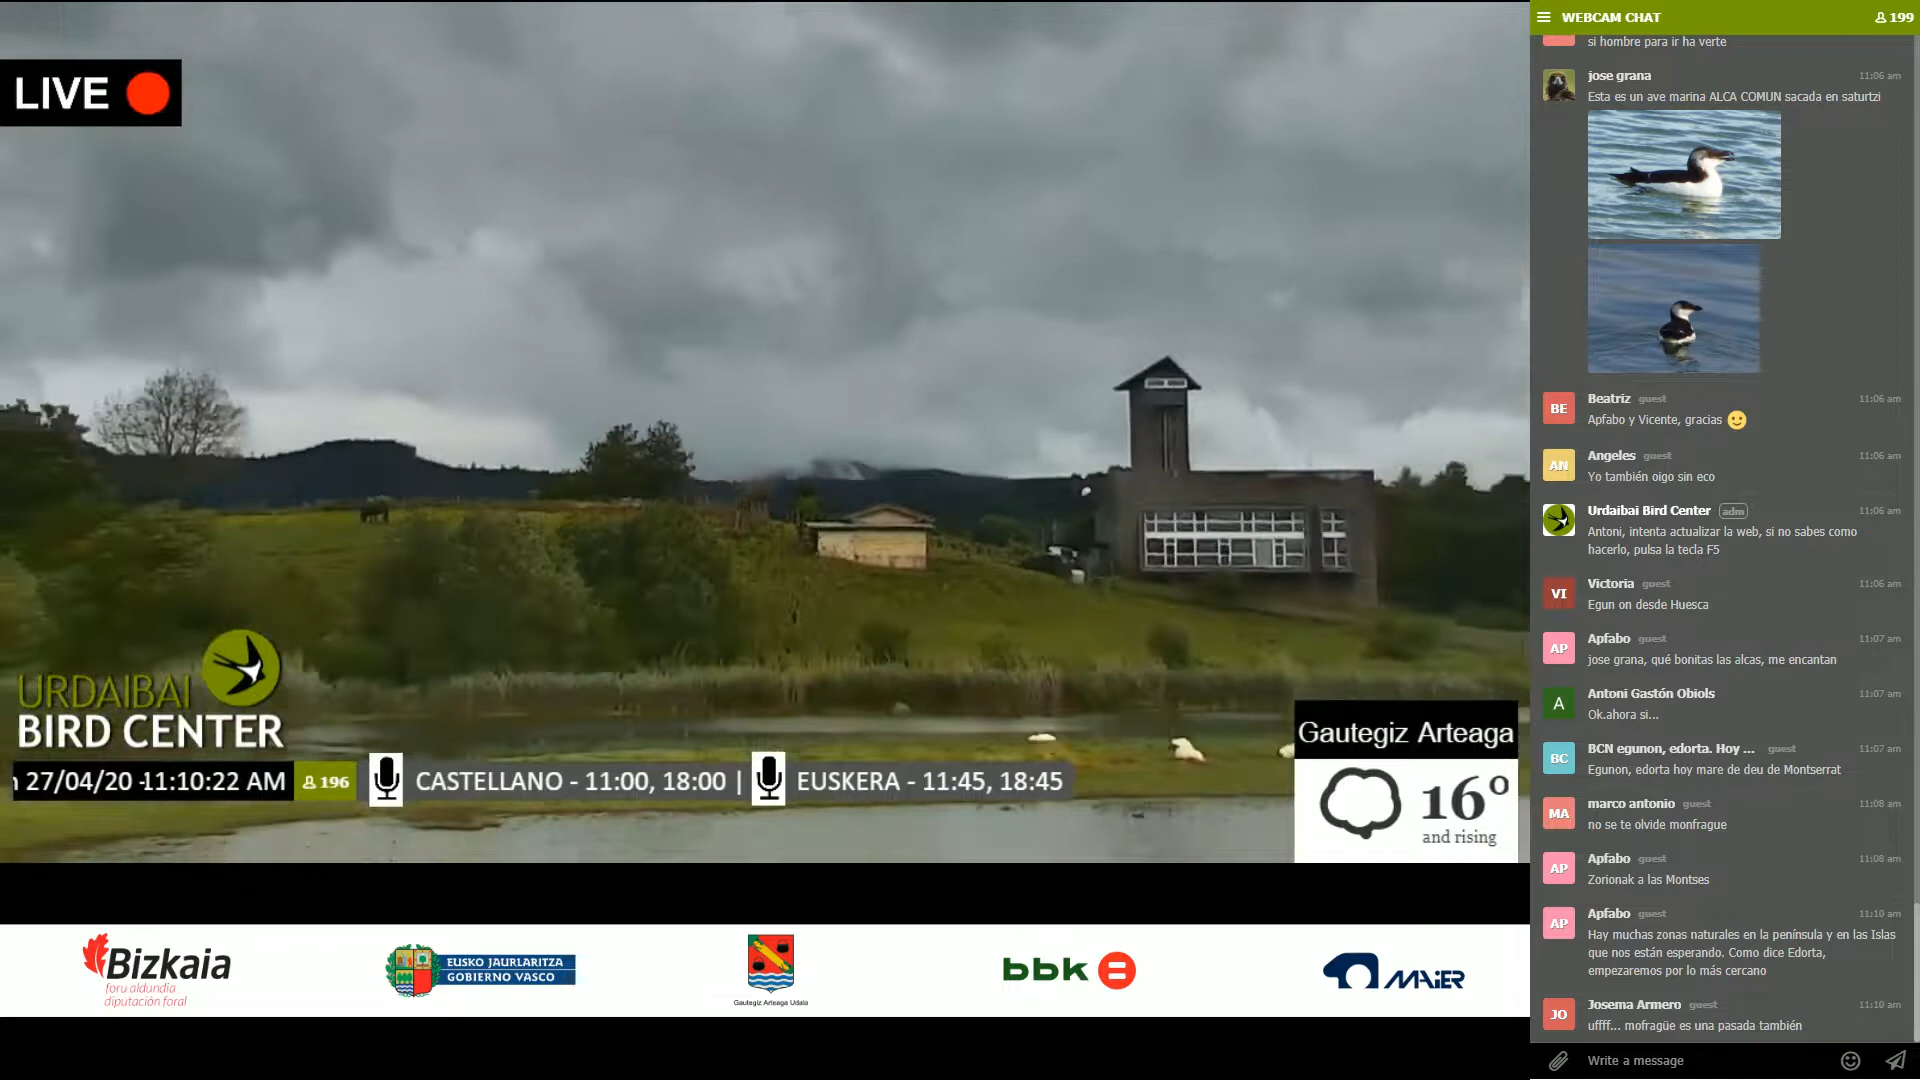 LIVE
URDAIBAI
BIRD CENTER
27/04/20 -11:10:22 AM
196
CASTELLANO - 11:00, 18:00 |
EUSKERA - 11:45, 18:45
Gautegiz Arteaga
16º
and rising
Bizkaia
foru aldundia
diputación foral
EUSKO JAURLARITZA
GOBIERNO VASCO
Gautegiz Arteaga Udala
bbk
MAIER
WEBCAM CHAT
199
si hombre para ir ha verte
jose grana
11:06 am
Esta es un ave marina ALCA COMUN sacada en saturtzi
BE
Beatriz guest
11:06 am
Apfabo y Vicente, gracias 🙂
AN
Angeles guest
11:06 am
Yo también oigo sin eco
Urdaibai Bird Center adm
11:06 am
Antoni, intenta actualizar la web, si no sabes como
hacerlo, pulsa la tecla F5
VI
Victoria guest
11:06 am
Egun on desde Huesca
AP
Apfabo guest
11:07 am
jose grana, qué bonitas las alcas, me encantan
A
Antoni Gastón Obiols
11:07 am
Ok.ahora si...
BC
BCN egunon, edorta. Hoy ... guest
11:07 am
Egunon, edorta hoy mare de deu de Montserrat
MA
marco antonio guest
11:08 am
no se te olvide monfrague
AP
Apfabo guest
11:08 am
Zorionak a las Montses
AP
Apfabo guest
11:10 am
Hay muchas zonas naturales en la península y en las Islas
que nos están esperando. Como dice Edorta,
empezaremos por lo más cercano
JO
Josema Armero guest
11:10 am
uffff... mofragüe es una pasada también
Write a message